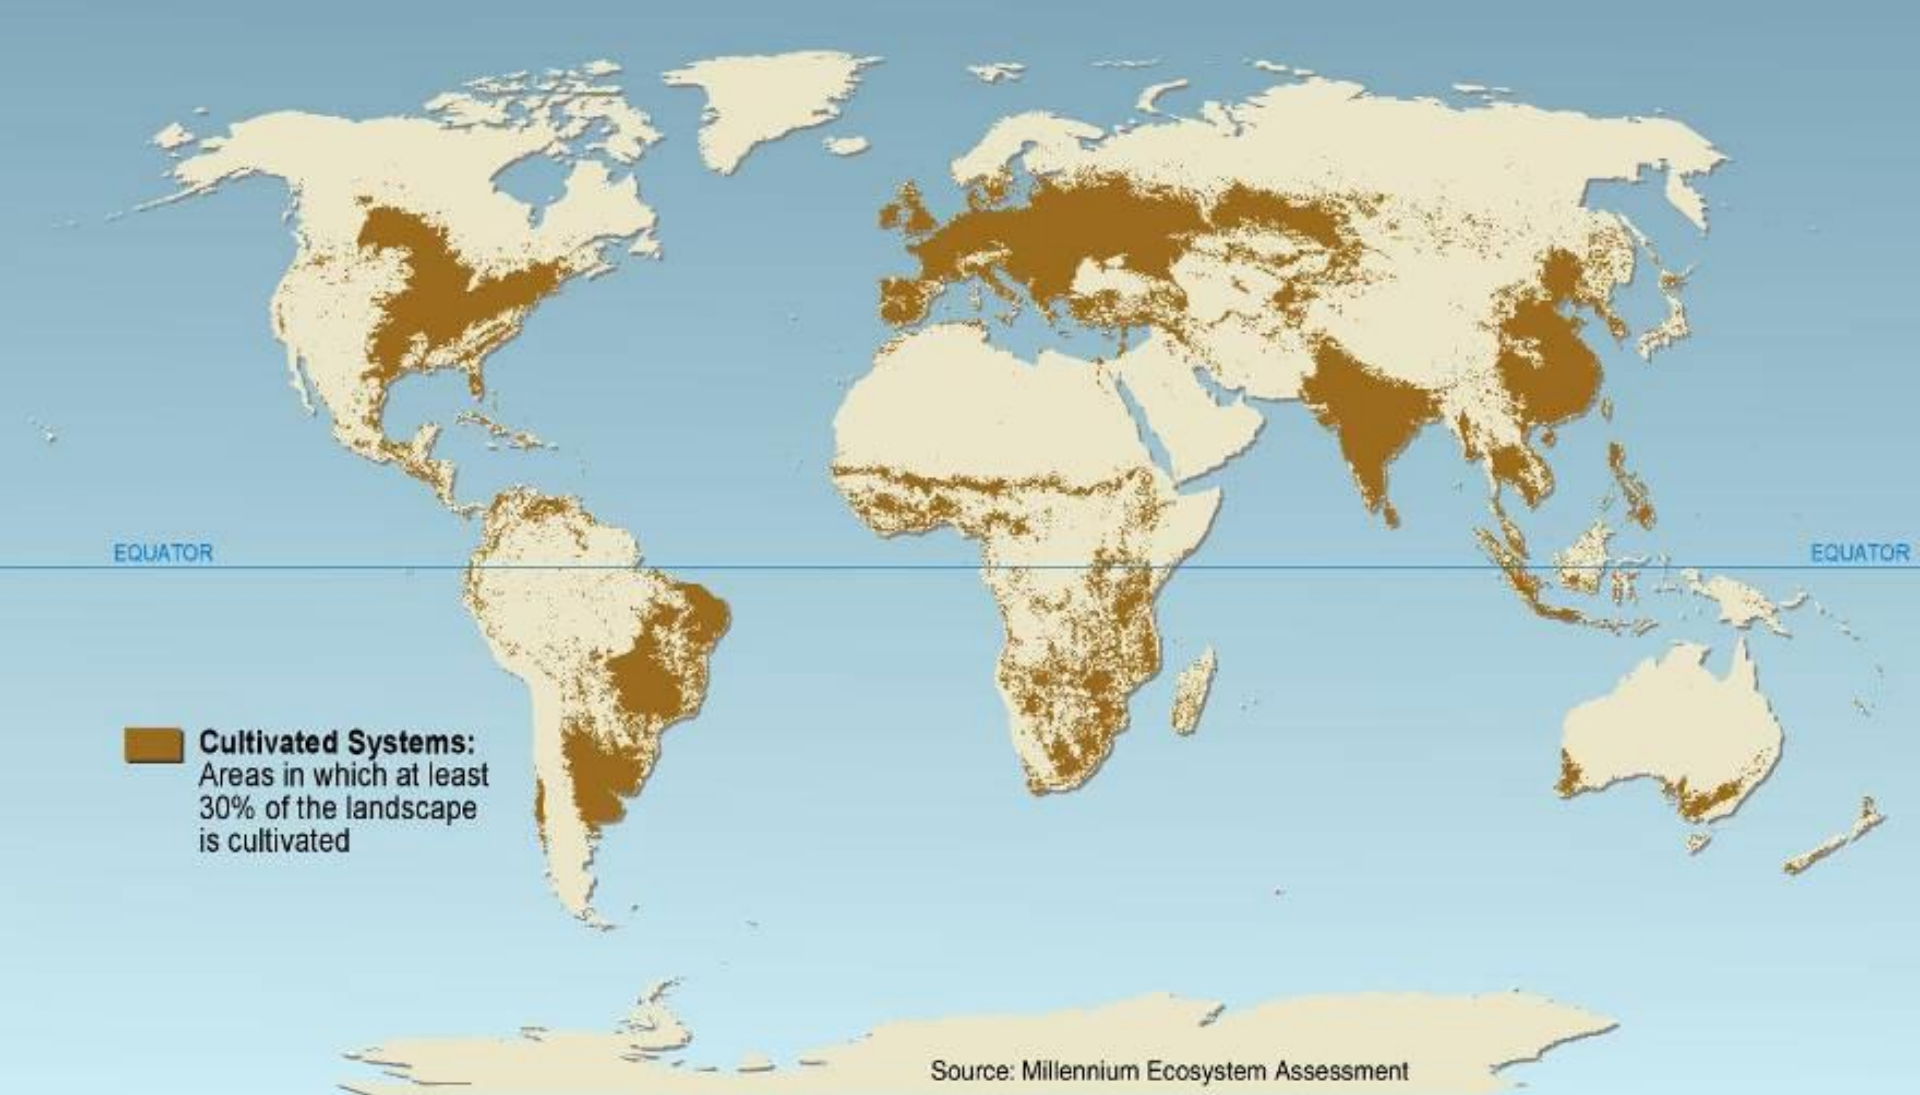 EQUATOR
EQUATOR
Cultivated Systems:
Areas in which at least
30% of the landscape
is cultivated
Source: Millennium Ecosystem Assessment